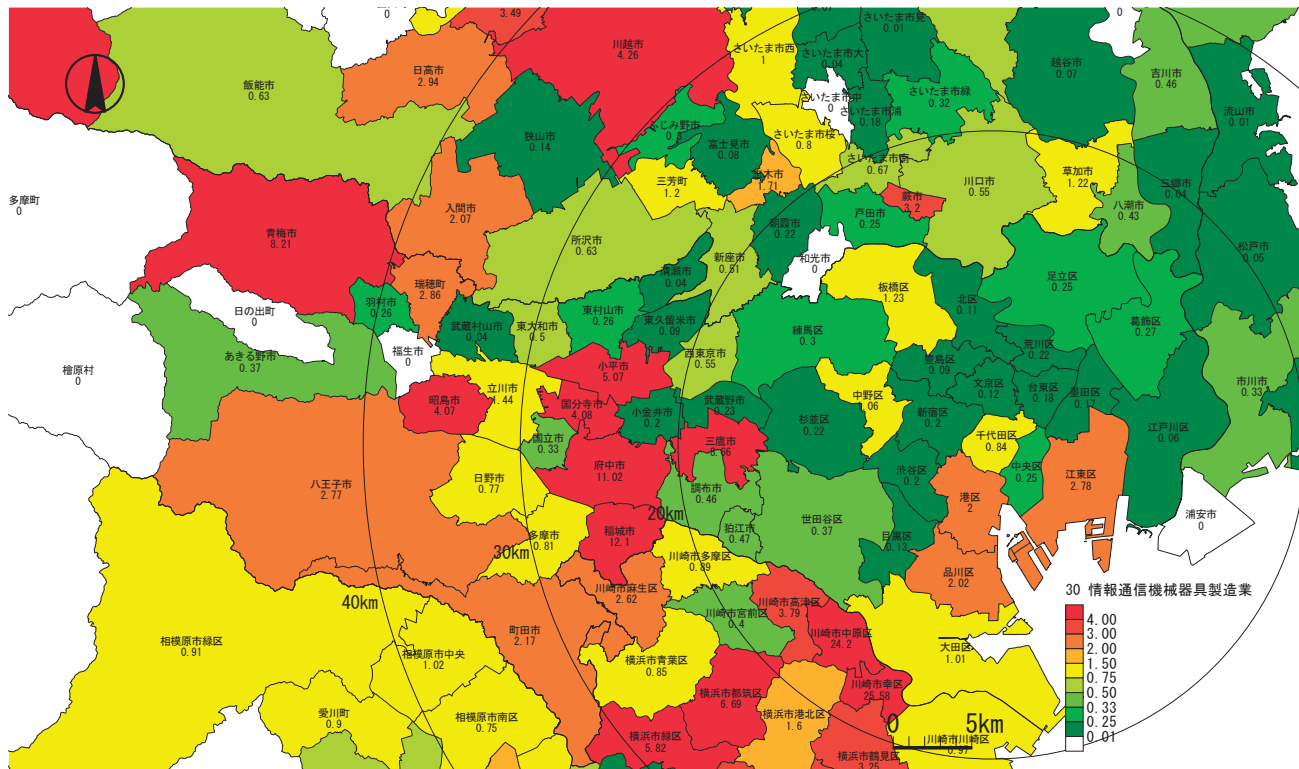 0
3.49
0.07
さいたま市見
0.01
0
川越市
4.26
さいたま市西
1
さいたま市大
0.04
越谷市
0.07
吉川市
0.46
日高市
2.94
飯能市
0.63
さいたま市中
0
さいたま市緑
0.32
さいたま市浦
0.18
流山市
0.01
狭山市
0.14
ふじみ野市
富士見市
0.08
さいたま市桜
0.8
さいたま市南
0.67
草加市
1.22
三郷市
0.04
三芳町
1.2
志木市
1.71
川口市
0.55
八潮市
0.43
多摩町
0
入間市
2.07
蕨市
3.2
戸田市
0.25
朝霞市
0.22
青梅市
8.21
所沢市
0.63
新座市
0.51
和光市
0
松戸市
0.05
清瀬市
0.04
足立区
0.25
板橋区
1.23
瑞穂町
2.86
羽村市
0.26
日の出町
0
北区
0.11
武蔵村山市
0.04
東大和市
0.5
東村山市
0.26
東久留米市
0.09
練馬区
0.3
葛飾区
0.27
荒川区
0.22
福生市
0
あきる野市
0.37
檜原村
0
小平市
5.07
西東京市
0.55
豊島区
0.09
文京区
0.12
台東区
0.18
墨田区
0.17
市川市
0.33
昭島市
4.07
立川市
1.44
国分寺市
4.08
小金井市
0.2
武蔵野市
0.23
杉並区
0.22
中野区
.06
新宿区
0.2
江戸川区
0.06
国立市
0.33
三鷹市
8.66
千代田区
0.84
府中市
11.02
渋谷区
0.2
中央区
0.25
江東区
2.78
八王子市
2.77
日野市
0.77
調布市
0.46
港区
2
浦安市
0
20km
世田谷区
0.37
狛江市
0.47
稲城市
12.1
多摩市
0.81
目黒区
0.13
30km
川崎市多摩区
0.89
品川区
2.02
川崎市麻生区
2.62
40km
川崎市高津区
3.79
川崎市宮前区
0.4
30 情報通信機械器具製造業
4.00
3.00
2.00
1.50
0.75
0.50
0.33
0.25
0.01
町田市
2.17
相模原市緑区
0.91
川崎市中原区
24.2
大田区
1.01
相模原市中央
1.02
横浜市青葉区
0.85
川崎市幸区
25.58
横浜市都筑区
6.69
愛川町
0.9
相模原市南区
0.75
横浜市港北区
1.6
0 5km
横浜市緑区
5.82
川崎市川崎区
0.97
横浜市鶴見区
3.25